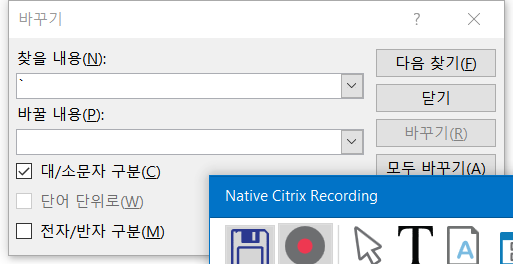 바꾸기
찾을 내용(N):
`
다음 찾기(F)
닫기
바꿀 내용(P):
바꾸기(R)
모두 바꾸기(A)
대/소문자 구분(C)
단어 단위로(W)
전자/반자 구분(M)
Native Citrix Recording
T
A